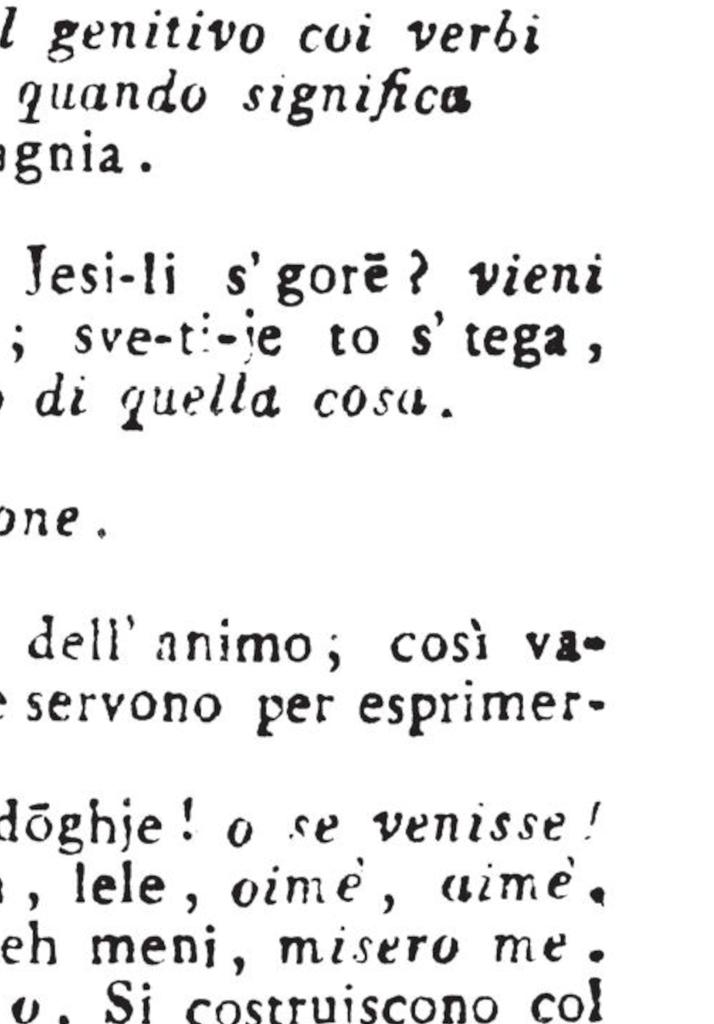 l genitivo coi verbi
quando significa
agnia.
Jesi-li s' gorē? vieni
; sve-ti-je to s' tega,
di quella cosa.
one.
dell' animo; così va-
servono per esprimer-
dōghje! o se venisse!
, lele, oimè, aimè.
eh meni, misero me.
o. Si costruiscono col